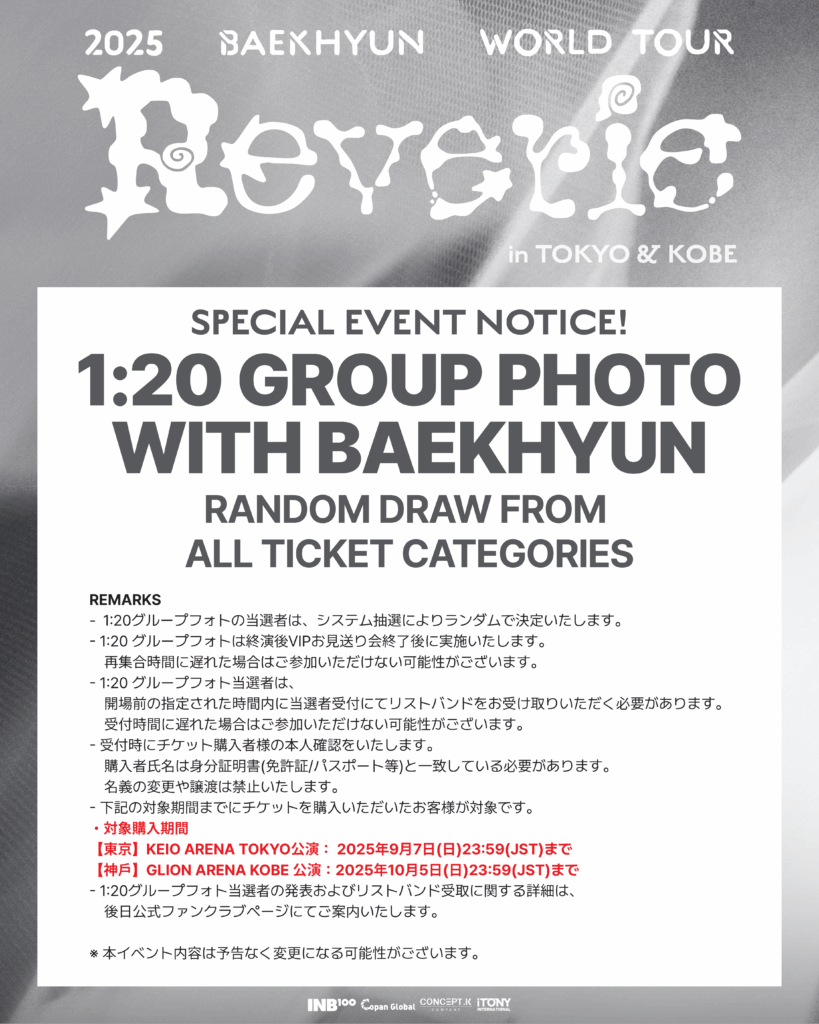 2025 BAEKHYUN WORLD TOUR
Reverie
in TOKYO & KOBE
SPECIAL EVENT NOTICE!
1:20 GROUP PHOTO
WITH BAEKHYUN
RANDOM DRAW FROM
ALL TICKET CATEGORIES
REMARKS
- 1:20グループフォトの当選者は、システム抽選によりランダムで決定いたします。
- 1:20 グループフォトは終演後VIPお見送り会終了後に実施いたします。
再集合時間に遅れた場合はご参加いただけない可能性がございます。
- 1:20 グループフォト当選者は、
開場前の指定された時間内に当選者受付にてリストバンドをお受け取りいただく必要があります。
受付時間に遅れた場合はご参加いただけない可能性がございます。
- 受付時にチケット購入者様の本人確認をいたします。
購入者氏名は身分証明書(免許証/パスポート等)と一致している必要があります。
名義の変更や譲渡は禁止いたします。
- 下記の対象期間までにチケットを購入いただいたお客様が対象です。
・対象購入期間
【東京】KEIO ARENA TOKYO公演： 2025年9月7日(日)23:59(JST)まで
【神戶】GLION ARENA KOBE 公演：2025年10月5日(日)23:59(JST)まで
- 1:20グループフォト当選者の発表およびリストバンド受取に関する詳細は、
後日公式ファンクラブページにてご案内いたします。
※ 本イベント内容は予告なく変更になる可能性がございます。
INB100 Copan Global CONCEPT.K COMPANY iTONY INTERNATIONAL